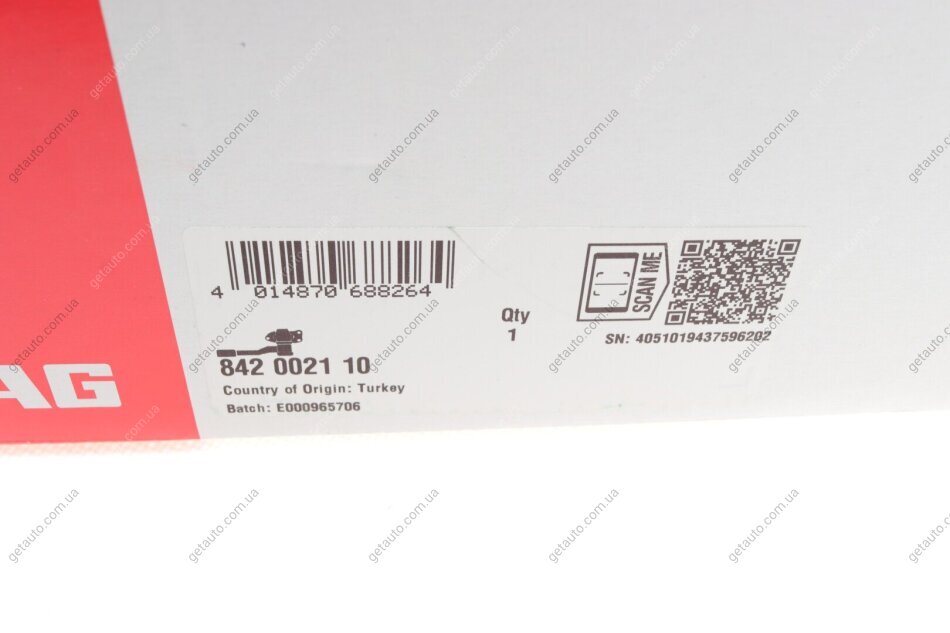 4 014870 688264
Qty
1
SCAN ME
SN: 4051019437596202
842 0021 10
Country of Origin: Turkey
Batch: E000965706
AG
getauto.com.ua